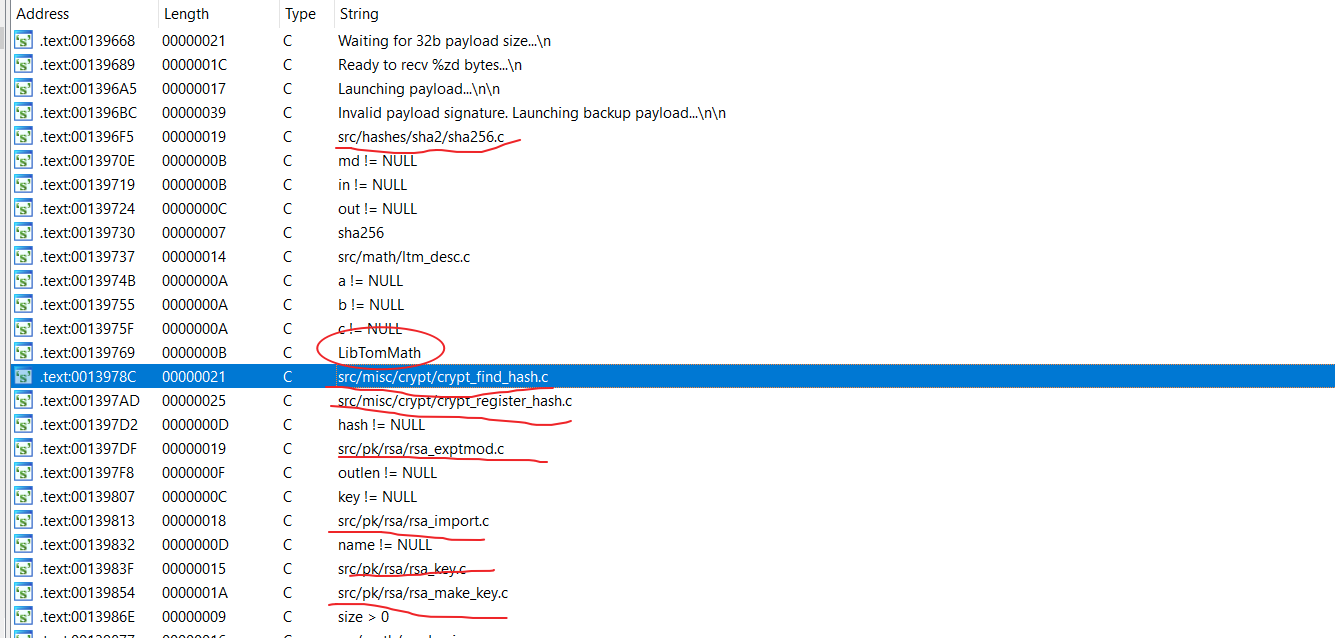 Address Length Type String
.text:00139668 00000021 C Waiting for 32b payload size...\n
.text:00139689 0000001C C Ready to recv %zd bytes...\n
.text:001396A5 00000017 C Launching payload...\n\n
.text:001396BC 00000039 C Invalid payload signature. Launching backup payload...\n\n
.text:001396F5 00000019 C src/hashes/sha2/sha256.c
.text:0013970E 0000000B C md != NULL
.text:00139719 0000000B C in != NULL
.text:00139724 0000000C C out != NULL
.text:00139730 00000007 C sha256
.text:00139737 00000014 C src/math/ltm_desc.c
.text:0013974B 0000000A C a != NULL
.text:00139755 0000000A C b != NULL
.text:0013975F 0000000A C c != NULL
.text:00139769 0000000B C LibTomMath
.text:0013978C 00000021 C src/misc/crypt/crypt_find_hash.c
.text:001397AD 00000025 C src/misc/crypt/crypt_register_hash.c
.text:001397D2 0000000D C hash != NULL
.text:001397DF 00000019 C src/pk/rsa/rsa_exptmod.c
.text:001397F8 0000000F C outlen != NULL
.text:00139807 0000000C C key != NULL
.text:00139813 00000018 C src/pk/rsa/rsa_import.c
.text:00139832 0000000D C name != NULL
.text:0013983F 00000015 C src/pk/rsa/rsa_key.c
.text:00139854 0000001A C src/pk/rsa/rsa_make_key.c
.text:0013986E 00000009 C size > 0